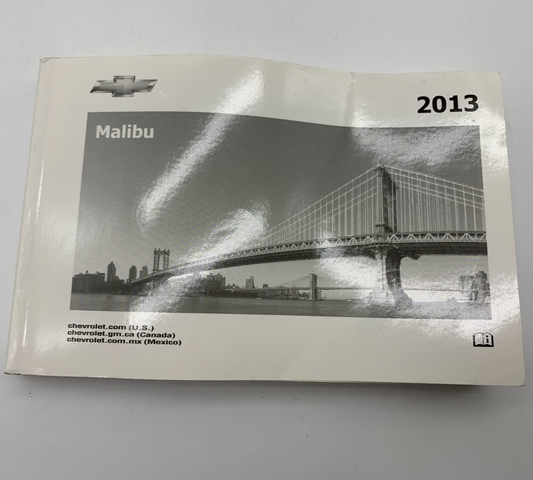 2013
Malibu
chevrolet.com (U.S.)
chevrolet.gm.ca (Canada)
chevrolet.com.mx (Mexico)
i